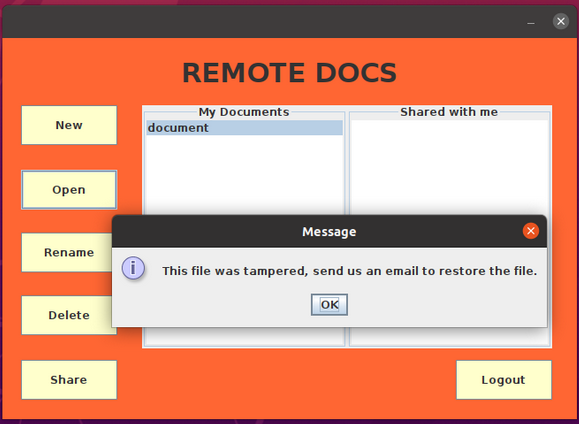 REMOTE DOCS
New
Open
Rename
Delete
Share
My Documents
document
Shared with me
Message
This file was tampered, send us an email to restore the file.
OK
Logout